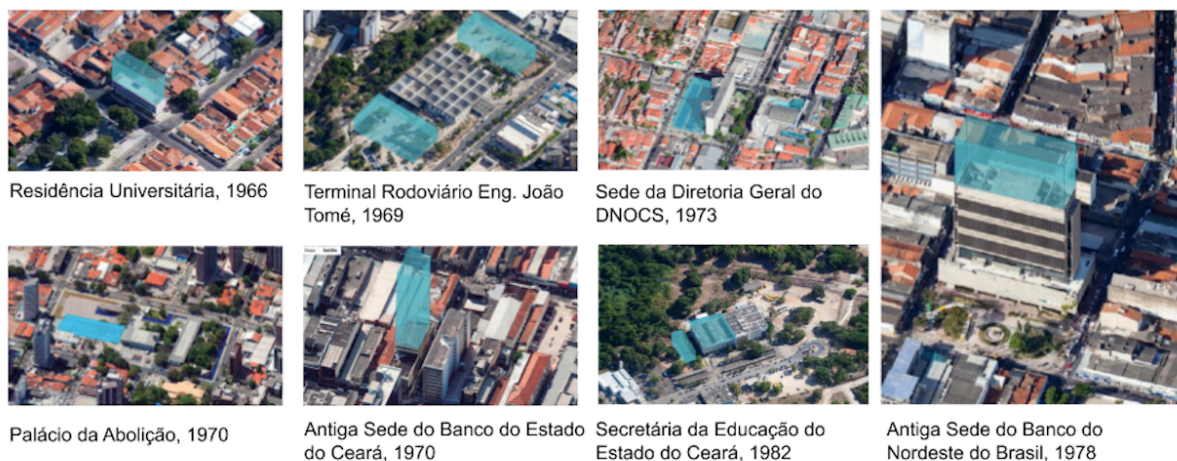 Residência Universitária, 1966
Terminal Rodoviário Eng. João
Tomé, 1969
Sede da Diretoria Geral do
DNOCS, 1973
Mapa Satélite
Palácio da Abolição, 1970
Antiga Sede do Banco do Estado
do Ceará, 1970
Secretária da Educação do
Estado do Ceará, 1982
Antiga Sede do Banco do
Nordeste do Brasil, 1978